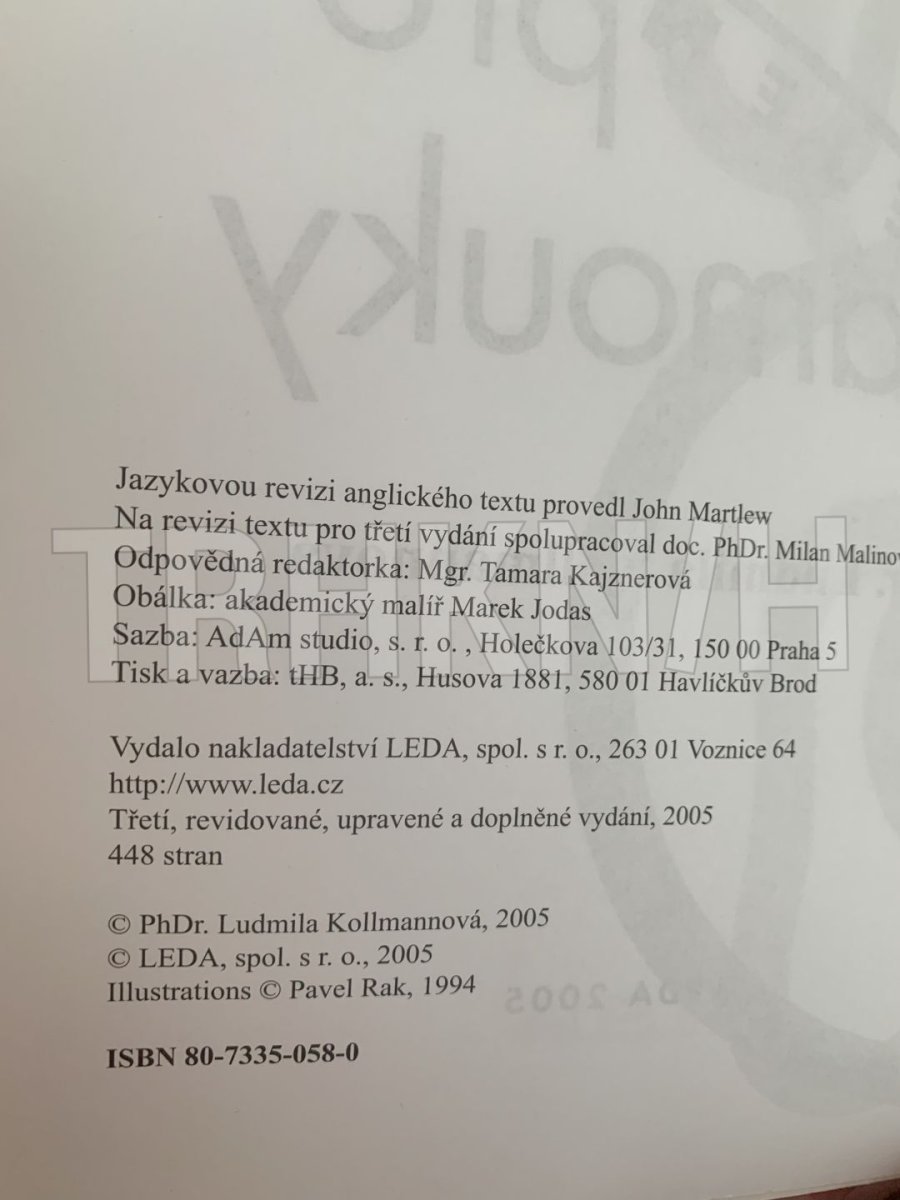 pro
samouky
Jazykovou revizi anglického textu provedl John Martlew
Na revizi textu pro třetí vydání spolupracoval doc. PhDr. Milan Malinov
Odpovědná redaktorka: Mgr. Tamara Kajznerová
Obálka: akademický malíř Marek Jodas
Sazba: AdAm studio, s. r. o. , Holečkova 103/31, 150 00 Praha 5
Tisk a vazba: tHB, a. s., Husova 1881, 580 01 Havlíčkův Brod
Vydalo nakladatelství LEDA, spol. s r. o., 263 01 Voznice 64
http://www.leda.cz
Třetí, revidované, upravené a doplněné vydání, 2005
448 stran
© PhDr. Ludmila Kollmannová, 2005
© LEDA, spol. s r. o., 2005
Illustrations © Pavel Rak, 1994
ISBN 80-7335-058-0